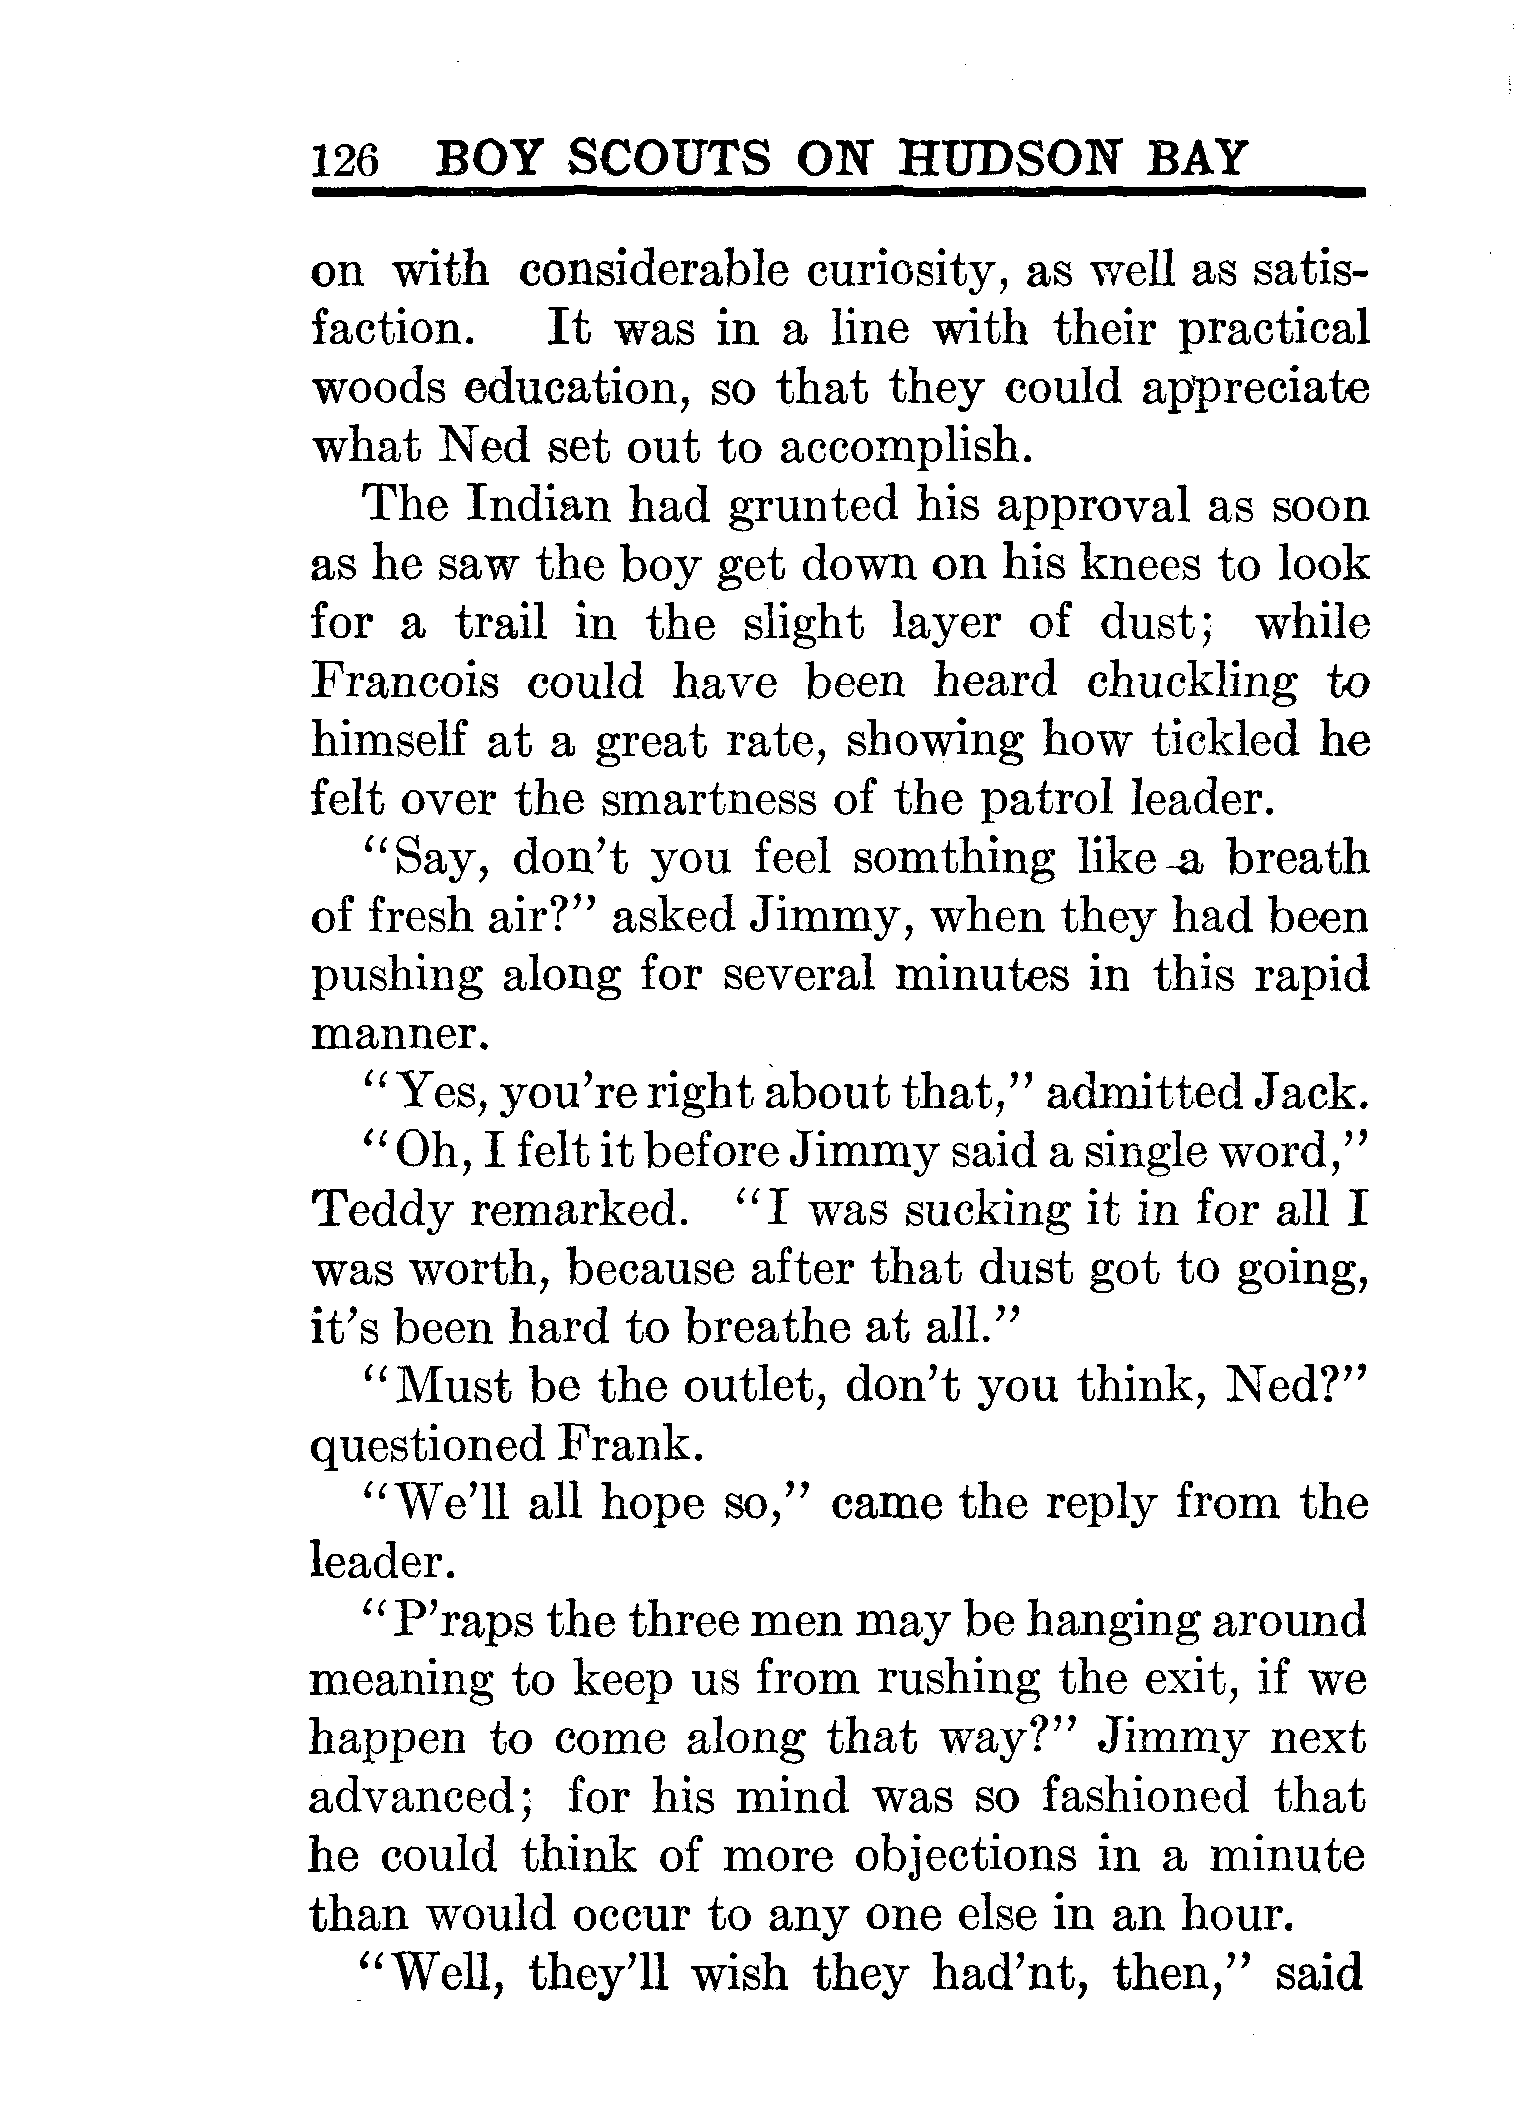 126 BOY SCOUTS ON HUDSON BAY
on with considerable curiosity, as well as satis-
faction. It was in a line with their practical
woods education, so that they could appreciate
what Ned set out to accomplish.
The Indian had grunted his approval as soon
as he saw the boy get down on his knees to look
for a trail in the slight layer of dust; while
Francois could have been heard chuckling to
himself at a great rate, showing how tickled he
felt over the smartness of the patrol leader.
"Say, don't you feel somthing like a breath
of fresh air?" asked Jimmy, when they had been
pushing along for several minutes in this rapid
manner.
"Yes, you're right about that," admitted Jack.
"Oh, I felt it before Jimmy said a single word,"
Teddy remarked. "I was sucking it in for all I
was worth, because after that dust got to going,
it's been hard to breathe at all."
"Must be the outlet, don't you think, Ned?"
questioned Frank.
"We'll all hope so," came the reply from the
leader.
"P'raps the three men may be hanging around
meaning to keep us from rushing the exit, if we
happen to come along that way?" Jimmy next
advanced; for his mind was so fashioned that
he could think of more objections in a minute
than would occur to any one else in an hour.
"Well, they'll wish they had'nt, then," said